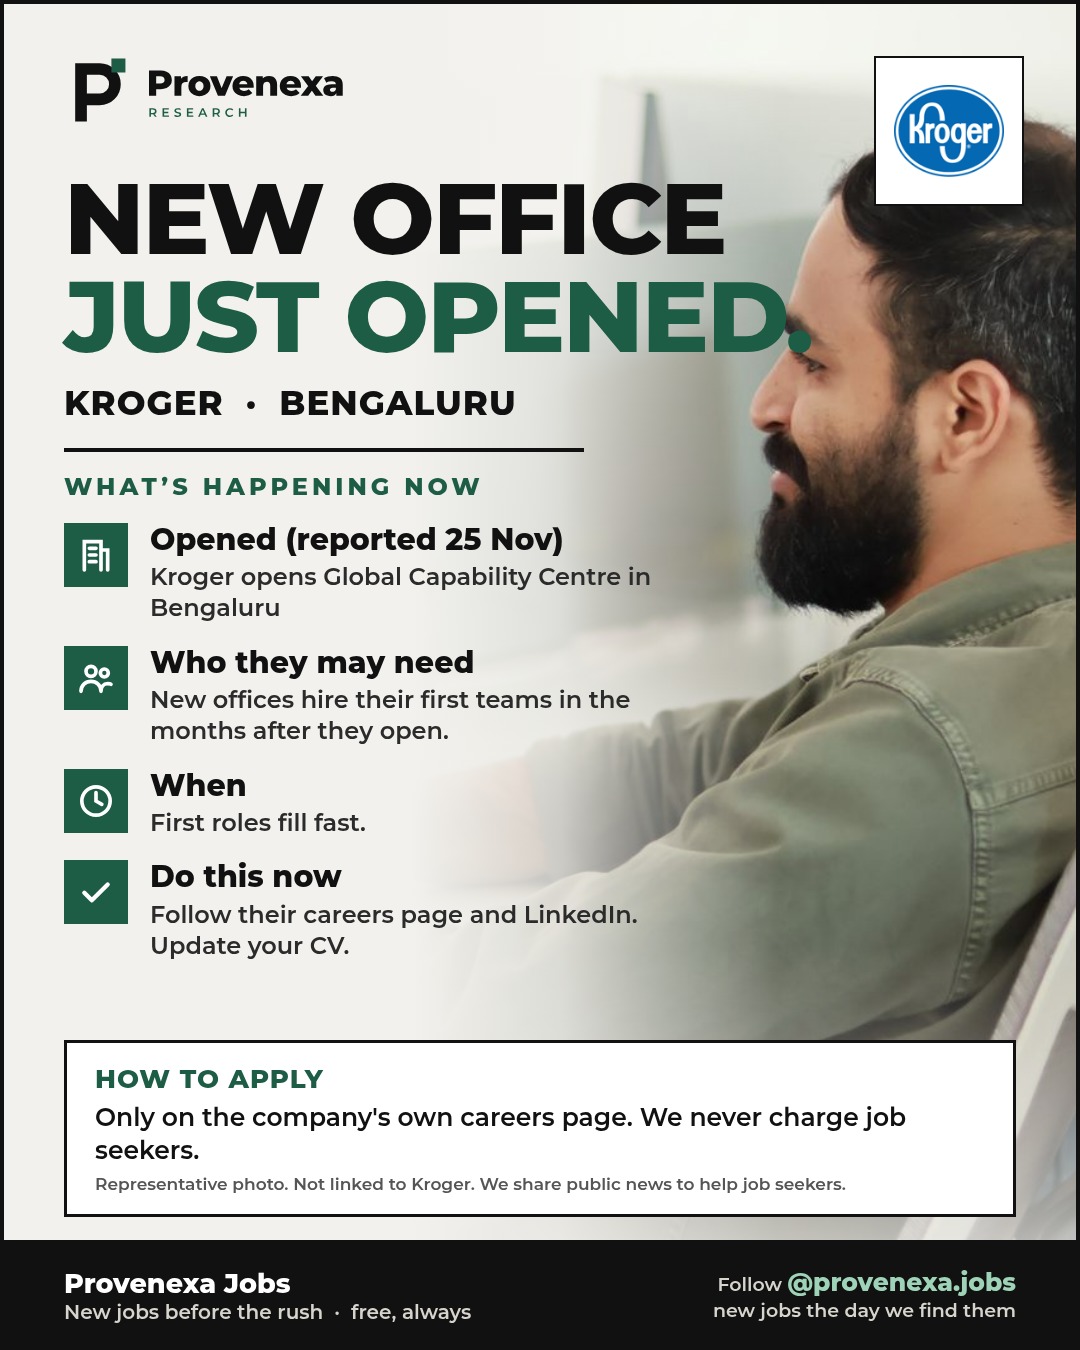 Provenexa
RESEARCH
Kroger
NEW OFFICE
JUST OPENED.
KROGER • BENGALURU
WHAT’S HAPPENING NOW
Opened (reported 25 Nov)
Kroger opens Global Capability Centre in
Bengaluru
Who they may need
New offices hire their first teams in the
months after they open.
When
First roles fill fast.
Do this now
Follow their careers page and LinkedIn.
Update your CV.
HOW TO APPLY
Only on the company's own careers page. We never charge job
seekers.
Representative photo. Not linked to Kroger. We share public news to help job seekers.
Provenexa Jobs
New jobs before the rush · free, always
Follow @provenexa.jobs
new jobs the day we find them